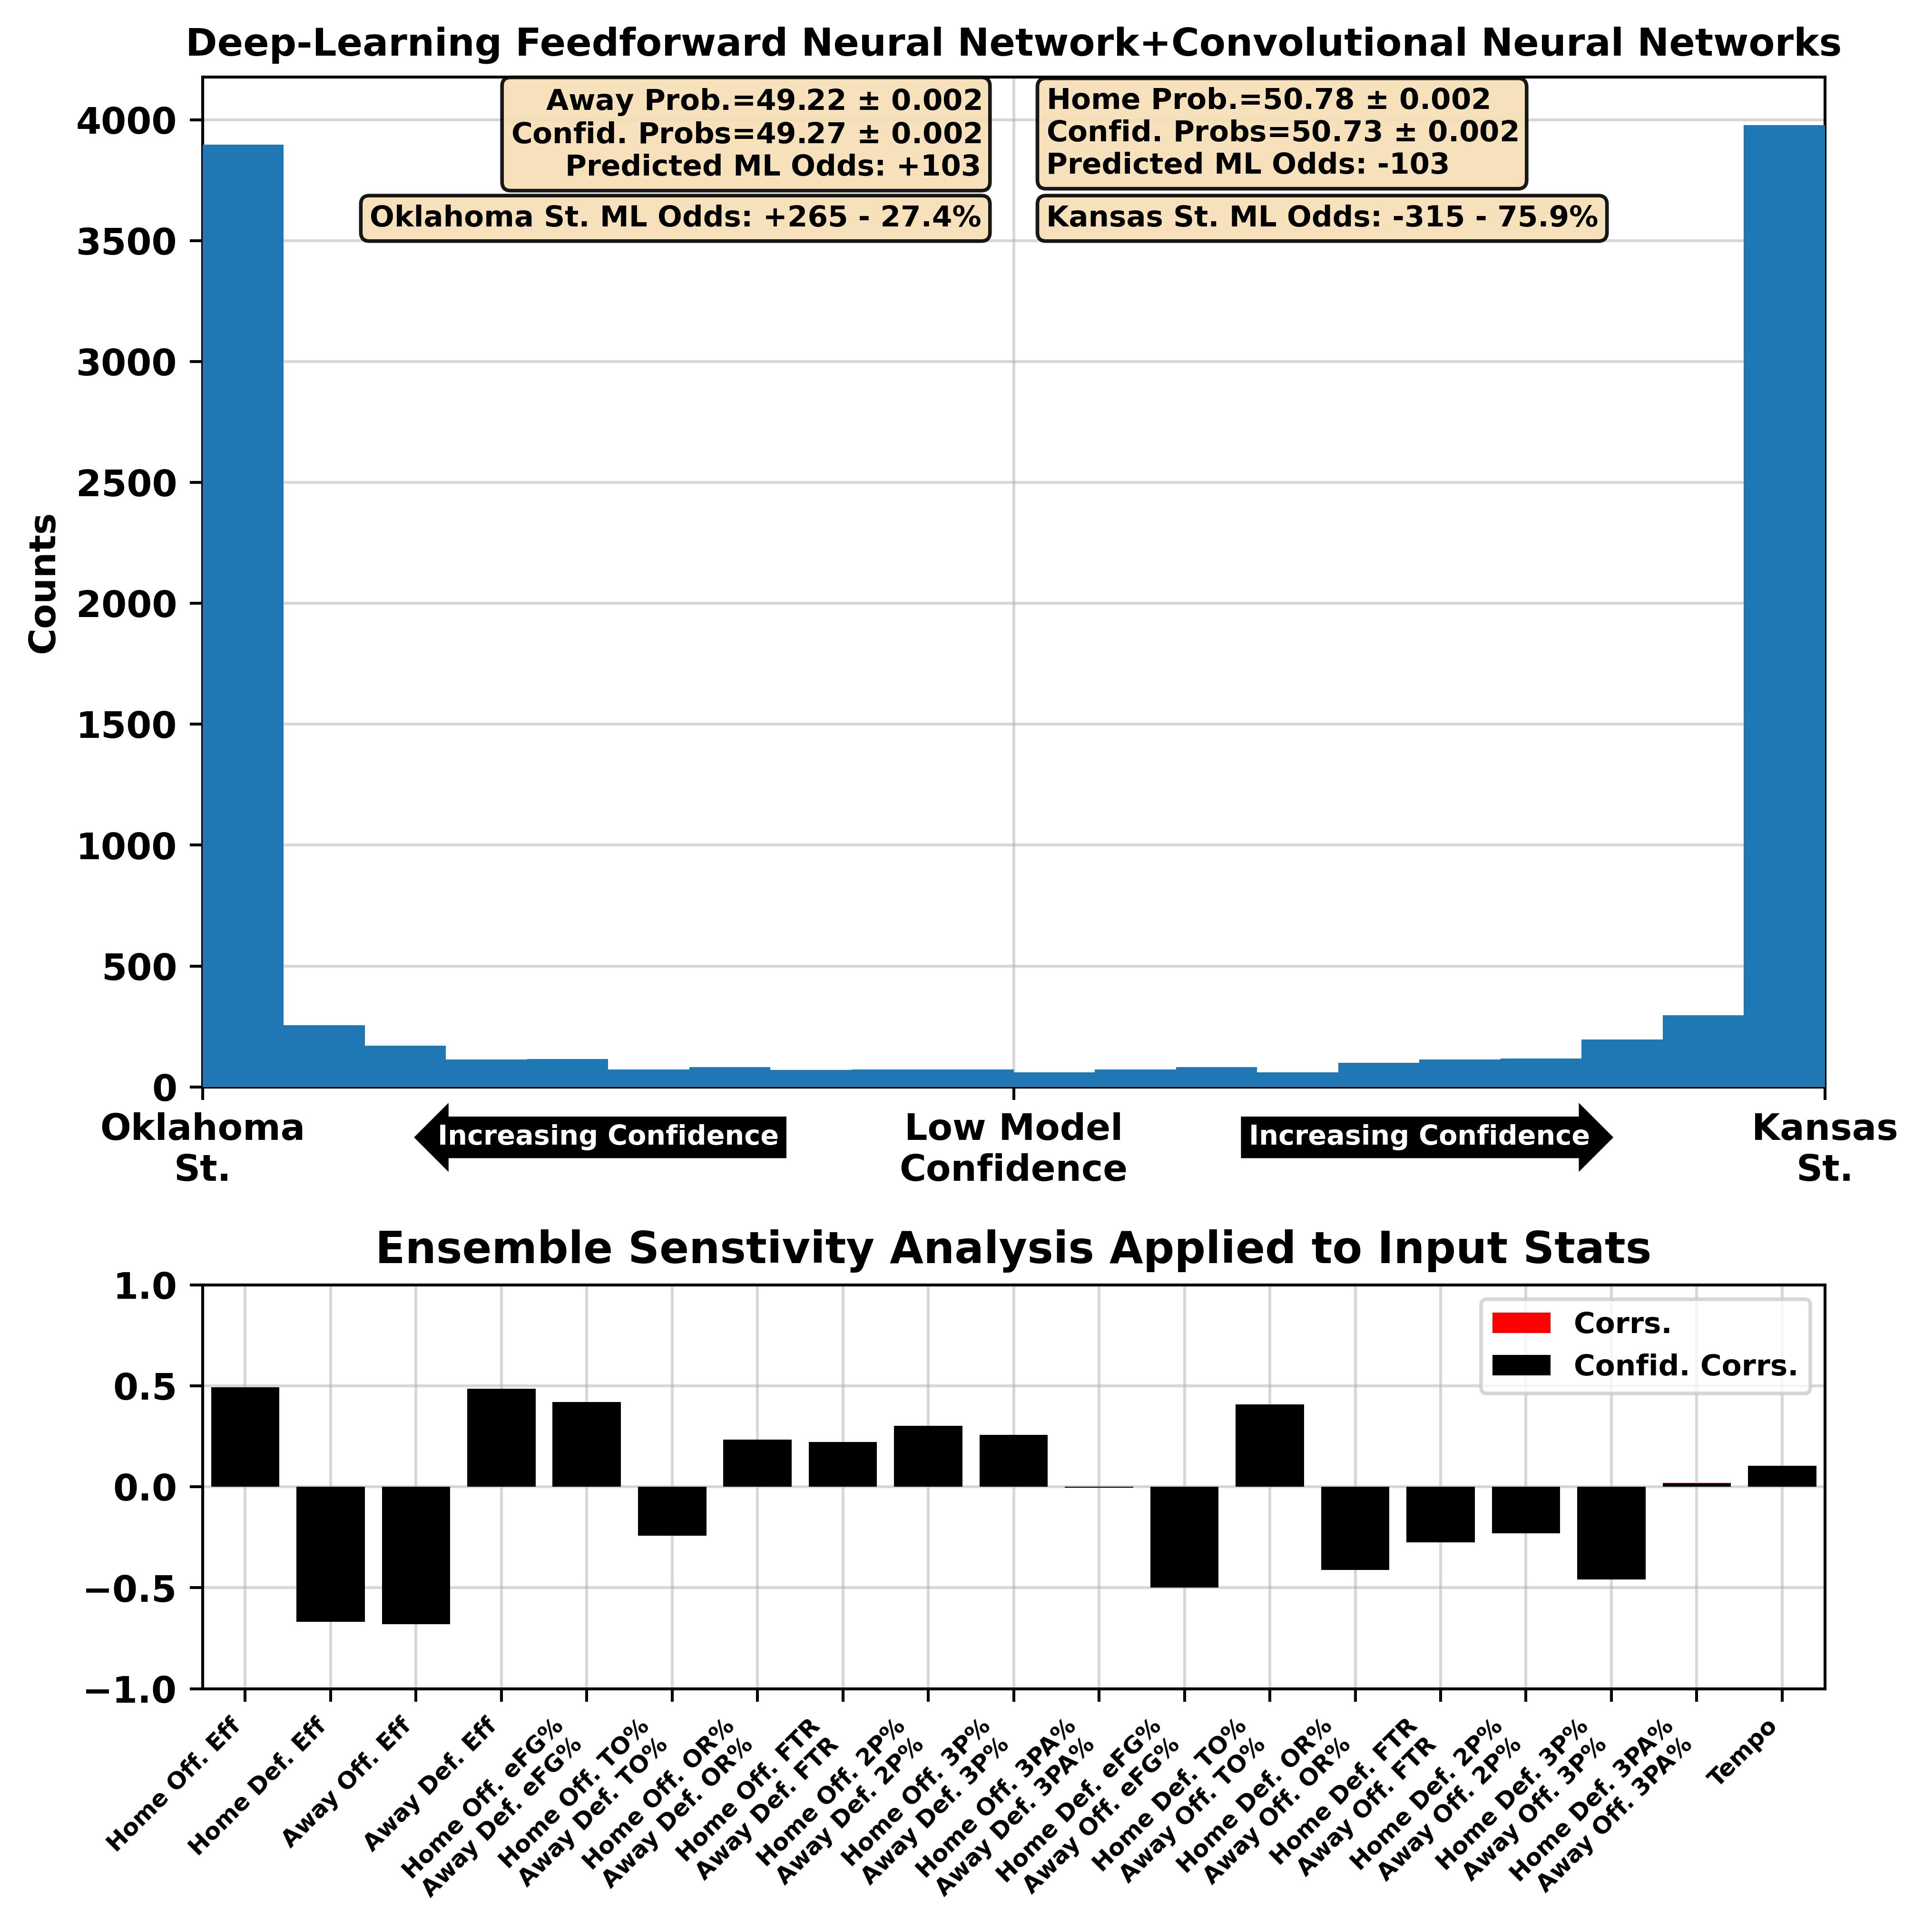 Deep-Learning Feedforward Neural Network+Convolutional Neural Networks
Away Prob.=49.22 ± 0.002
Confid. Probs=49.27 ± 0.002
Predicted ML Odds: +103
Home Prob.=50.78 ± 0.002
Confid. Probs=50.73 ± 0.002
Predicted ML Odds: -103
Oklahoma St. ML Odds: +265 - 27.4%
Kansas St. ML Odds: -315 - 75.9%
Counts
4000
3500
3000
2500
2000
1500
1000
500
0
Oklahoma
St.
Increasing Confidence
Low Model
Confidence
Increasing Confidence
Kansas
St.
Ensemble Senstivity Analysis Applied to Input Stats
1.0
0.5
0.0
−0.5
−1.0
Corrs.
Confid. Corrs.
Home Off. Eff
Home Def. Eff
Away Off. Eff
Away Def. Eff
Home Off. eFG%
Away Def. eFG%
Home Off. TO%
Away Def. TO%
Home Off. OR%
Away Def. OR%
Home Off. FTR
Away Def. FTR
Home Off. 2P%
Away Def. 2P%
Home Off. 3P%
Away Def. 3P%
Home Off. 3PA%
Away Def. 3PA%
Home Def. eFG%
Away Off. eFG%
Home Def. TO%
Away Off. TO%
Home Def. OR%
Away Off. OR%
Home Def. FTR
Away Off. FTR
Home Def. 2P%
Away Off. 2P%
Home Def. 3P%
Away Off. 3P%
Home Def. 3PA%
Away Off. 3PA%
Tempo